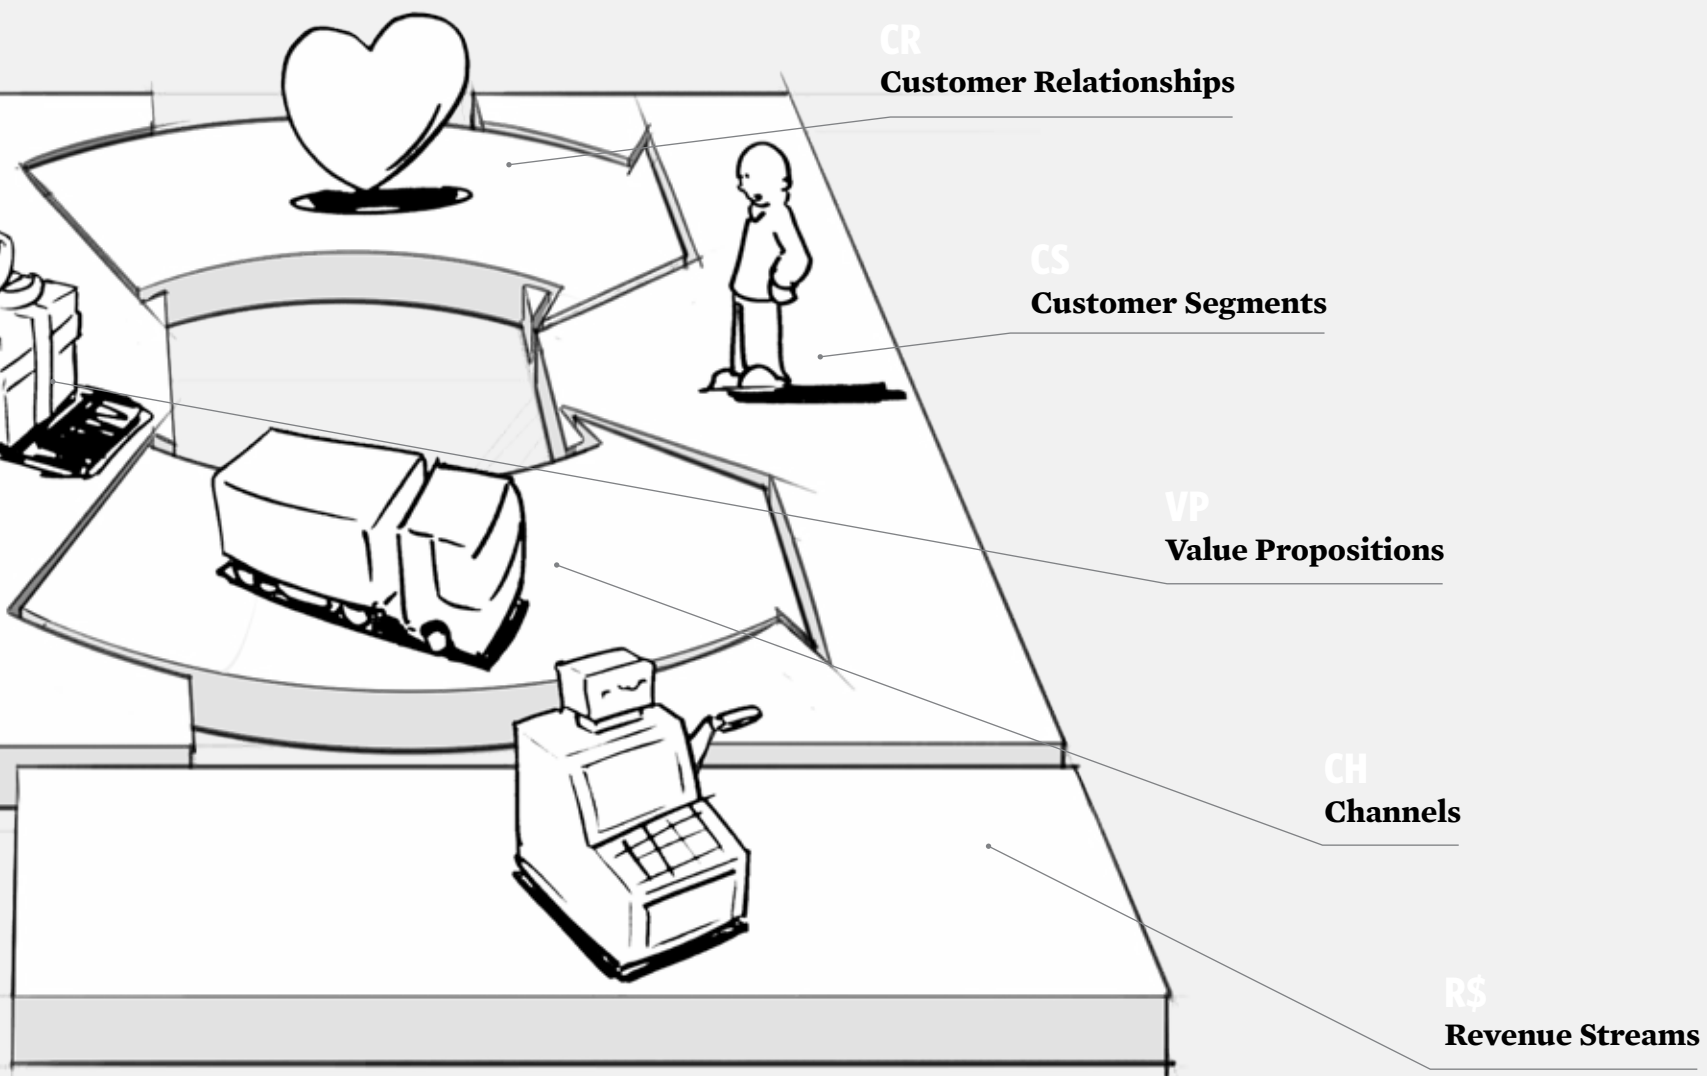 CR
Customer Relationships
CS
Customer Segments
VP
Value Propositions
CH
Channels
R$
Revenue Streams